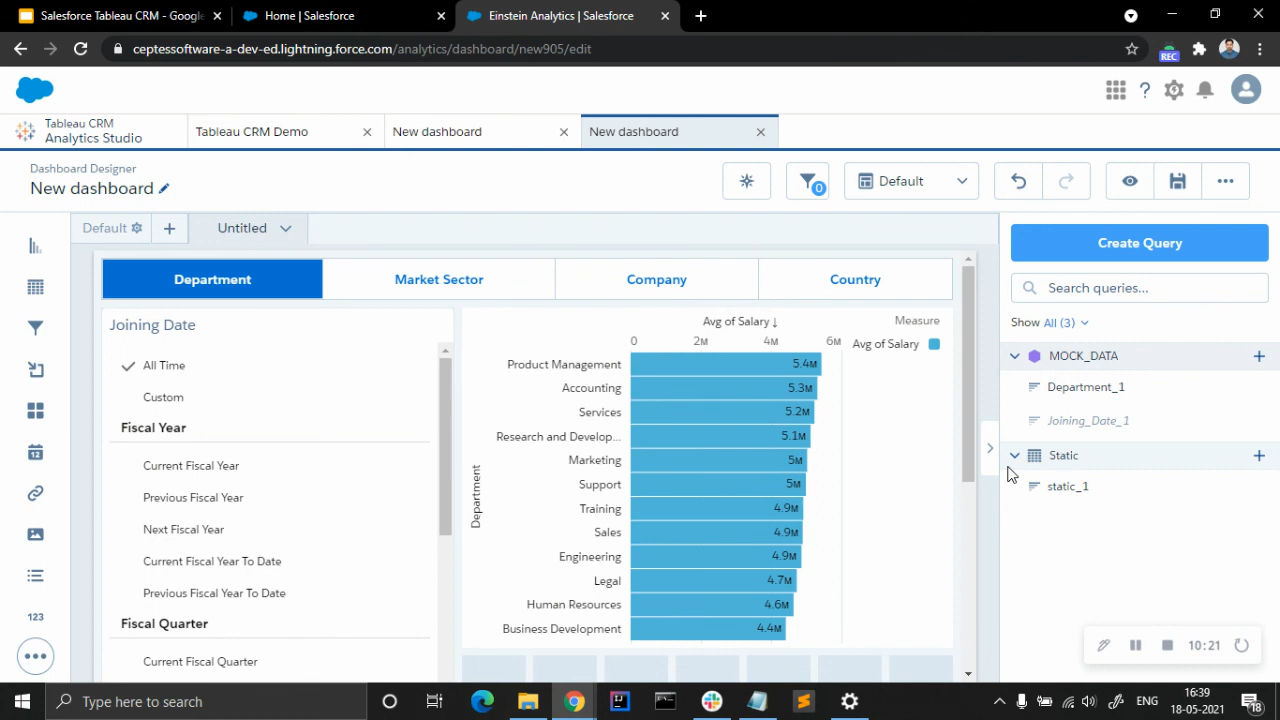 Salesforce Tableau CRM - Google
Home | Salesforce
Einstein Analytics | Salesforce
ceptessoftware-a-dev-ed.lightning.force.com/analytics/dashboard/new905/edit
REC
Tableau CRM
Analytics Studio
Tableau CRM Demo
New dashboard
New dashboard
Dashboard Designer
New dashboard
0
Default
Default
Untitled
Create Query
Department
Market Sector
Company
Country
Search queries...
Show All (3)
Joining Date
All Time
Custom
Fiscal Year
Current Fiscal Year
Previous Fiscal Year
Next Fiscal Year
Current Fiscal Year To Date
Previous Fiscal Year To Date
Fiscal Quarter
Current Fiscal Quarter
Avg of Salary ↓
Measure
0 2M 4M 6M
Avg of Salary
Department
Product Management 5.4M
Accounting 5.3M
Services 5.2M
Research and Develop... 5.1M
Marketing 5M
Support 5M
Training 4.9M
Sales 4.9M
Engineering 4.9M
Legal 4.7M
Human Resources 4.6M
Business Development 4.4M
MOCK_DATA
Department_1
Joining_Date_1
Static
static_1
12
123
10:21
Type here to search
ENG
16:39
18-05-2021
18